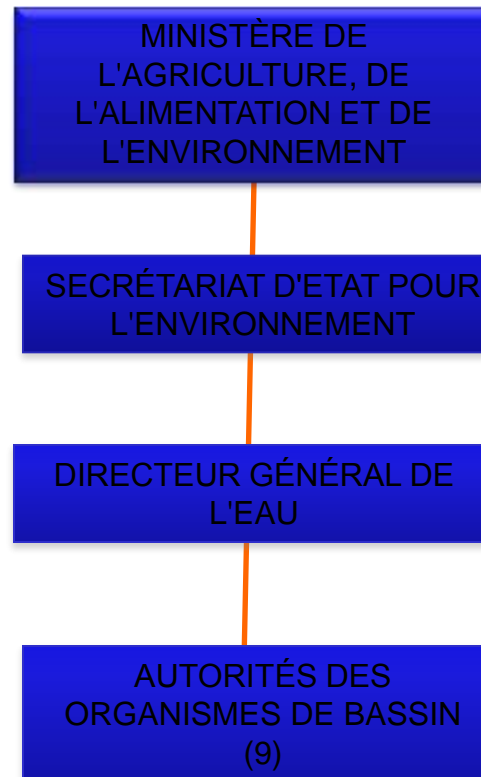 MINISTÈRE DE
L'AGRICULTURE, DE
L'ALIMENTATION ET DE
L'ENVIRONNEMENT
SECRÉTARIAT D'ETAT POUR
L'ENVIRONNEMENT
DIRECTEUR GÉNÉRAL DE
L'EAU
AUTORITÉS DES
ORGANISMES DE BASSIN
(9)